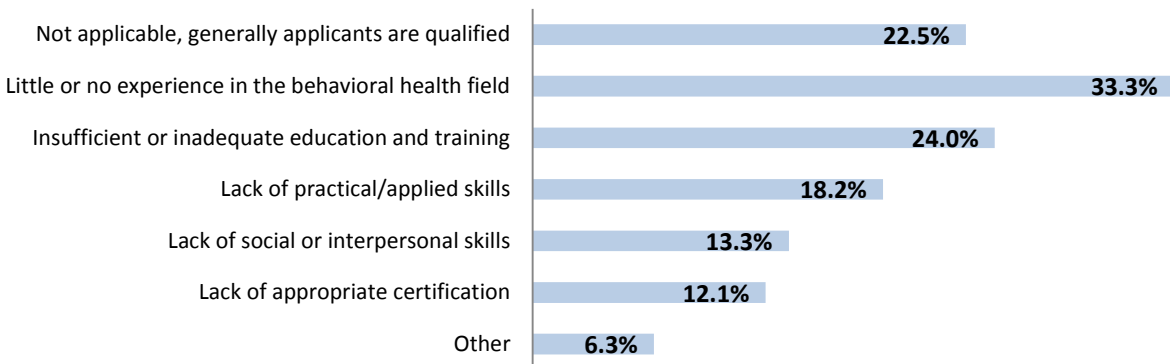 Not applicable, generally applicants are qualified 22.5%
Little or no experience in the behavioral health field 33.3%
Insufficient or inadequate education and training 24.0%
Lack of practical/applied skills 18.2%
Lack of social or interpersonal skills 13.3%
Lack of appropriate certification 12.1%
Other 6.3%